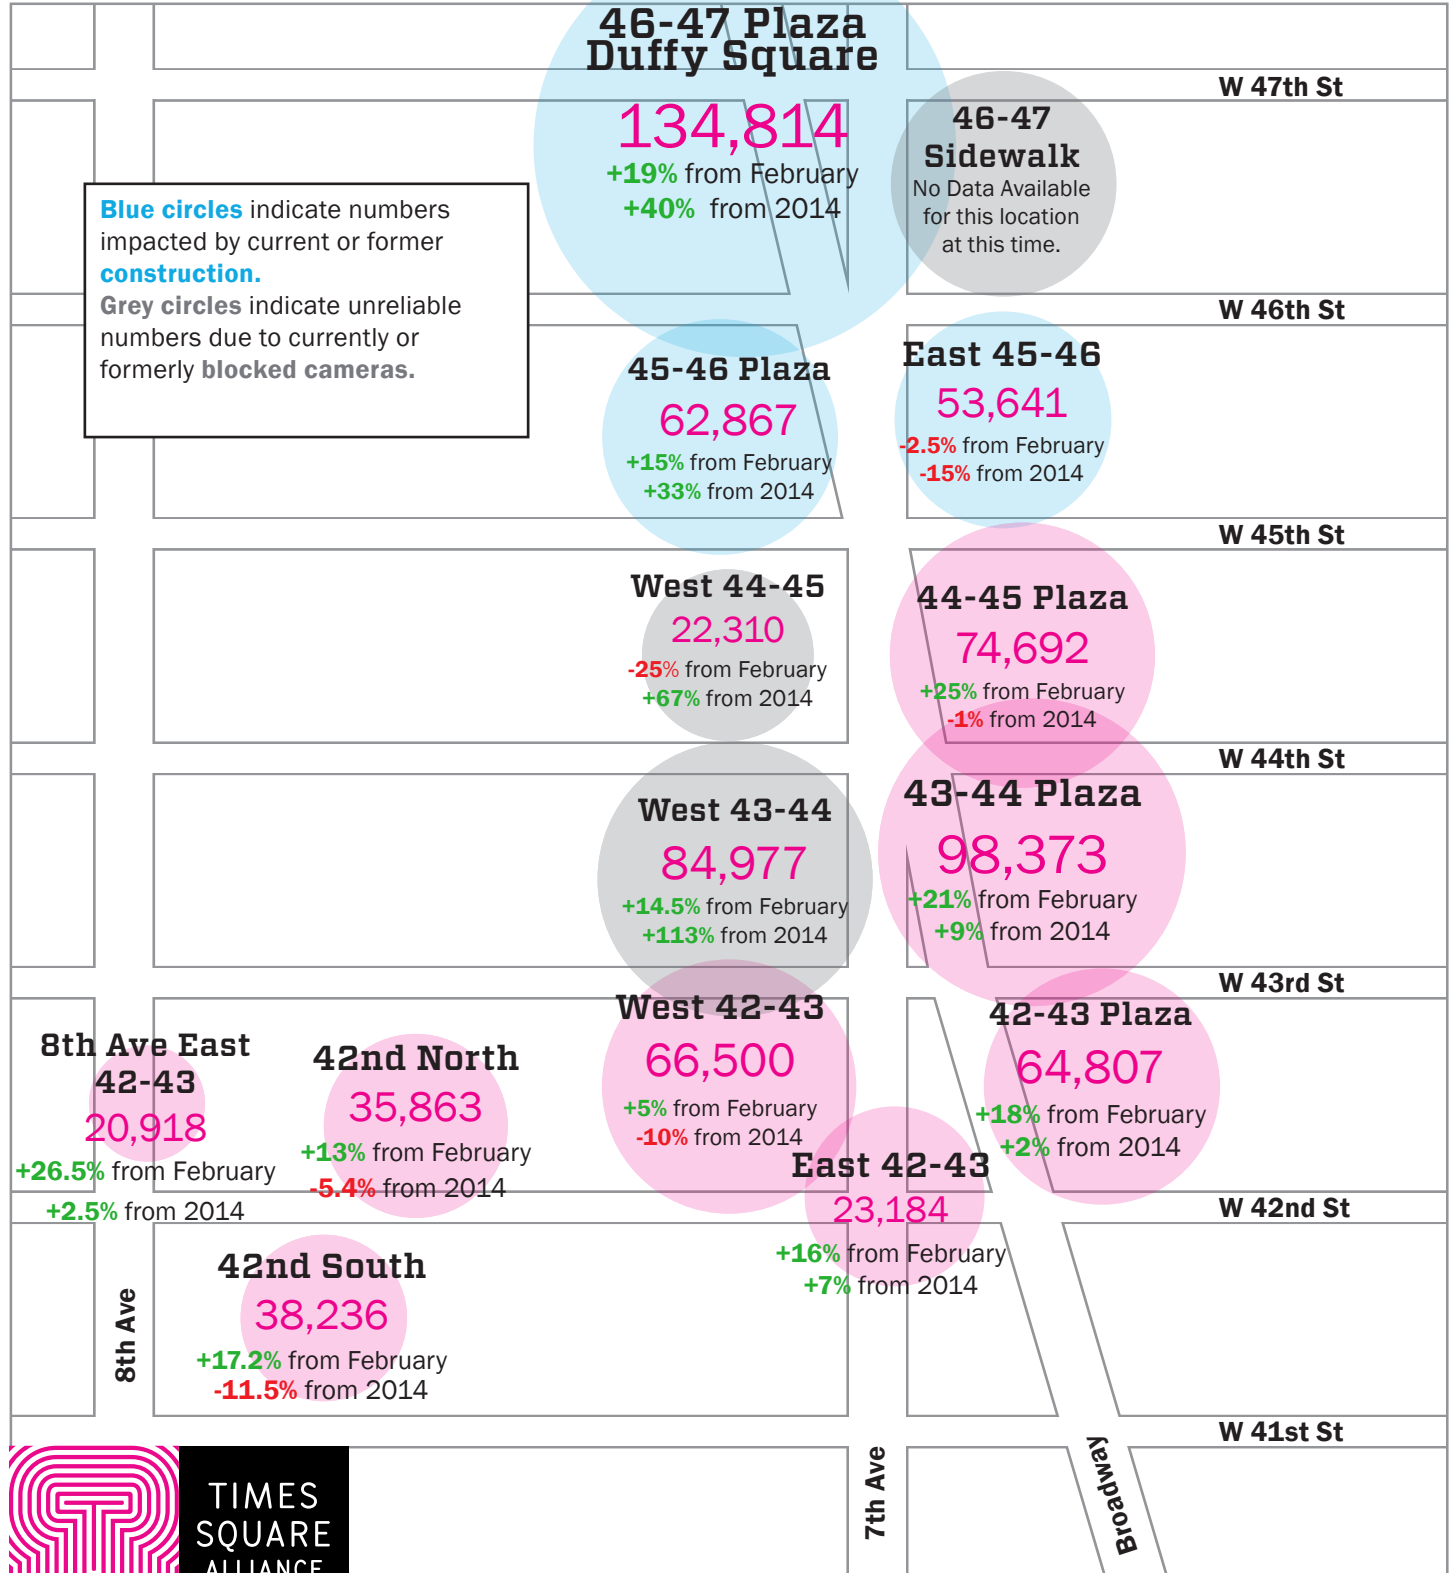 46-47 Plaza
Duffy Square
134,814
+19% from February
+40% from 2014
W 47th St
46-47
Sidewalk
No Data Available
for this location
at this time.
Blue circles indicate numbers
impacted by current or former
construction.
Grey circles indicate unreliable
numbers due to currently or
formerly blocked cameras.
W 46th St
45-46 Plaza
62,867
+15% from February
+33% from 2014
East 45-46
53,641
-2.5% from February
-15% from 2014
W 45th St
West 44-45
22,310
-25% from February
+67% from 2014
44-45 Plaza
74,692
+25% from February
-1% from 2014
W 44th St
West 43-44
84,977
+14.5% from February
+113% from 2014
43-44 Plaza
98,373
+21% from February
+9% from 2014
W 43rd St
8th Ave East
42-43
20,918
+26.5% from February
+2.5% from 2014
42nd North
35,863
+13% from February
-5.4% from 2014
West 42-43
66,500
+5% from February
-10% from 2014
42-43 Plaza
64,807
+18% from February
+2% from 2014
East 42-43
23,184
+16% from February
+7% from 2014
W 42nd St
42nd South
38,236
+17.2% from February
-11.5% from 2014
8th Ave
W 41st St
7th Ave
Broadway
TIMES
SQUARE
ALLIANCE